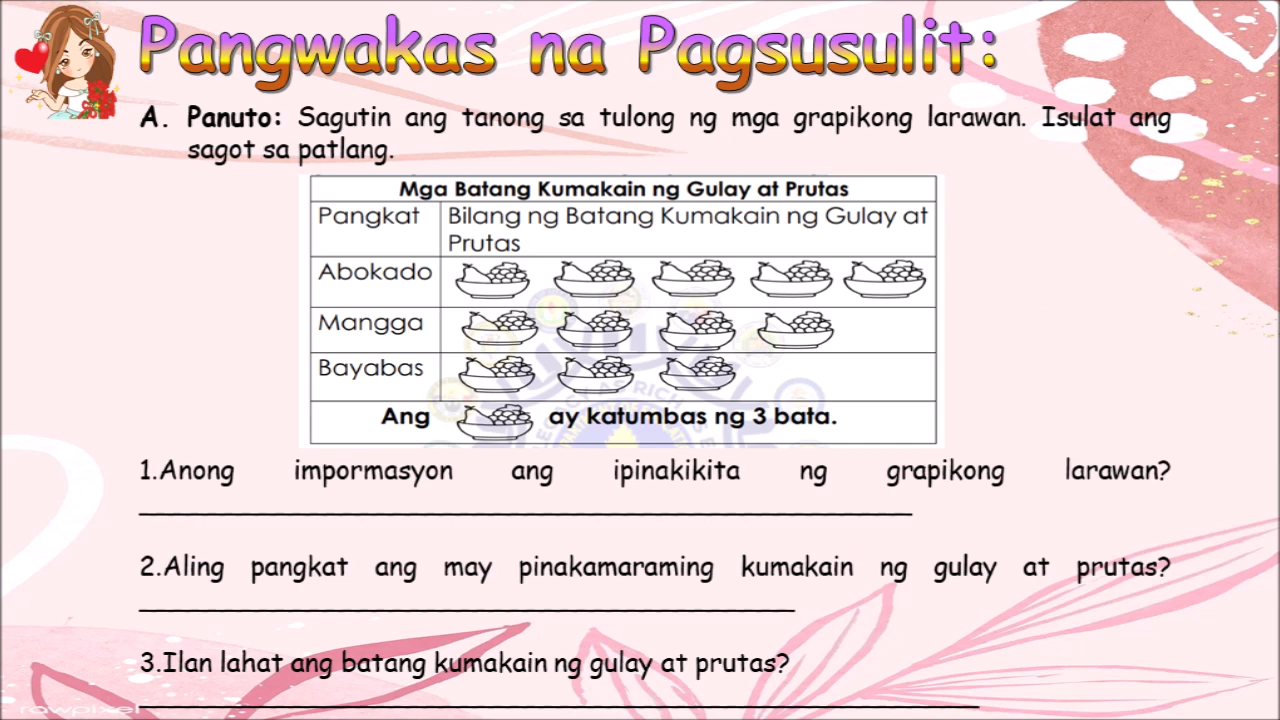 Pangwakas na Pagsusulit:
A. Panuto: Sagutin ang tanong sa tulong ng mga grapikong larawan. Isulat ang
sagot sa patlang.
Mga Batang Kumakain ng Gulay at Prutas
Pangkat Bilang ng Batang Kumakain ng Gulay at
Prutas
Abokado
Mangga
Bayabas
Ang ay katumbas ng 3 bata.
1.Anong impormasyon ang ipinakikita ng grapikong larawan?
2.Aling pangkat ang may pinakamaraming kumakain ng gulay at prutas?
3.Ilan lahat ang batang kumakain ng gulay at prutas?
rawpixel